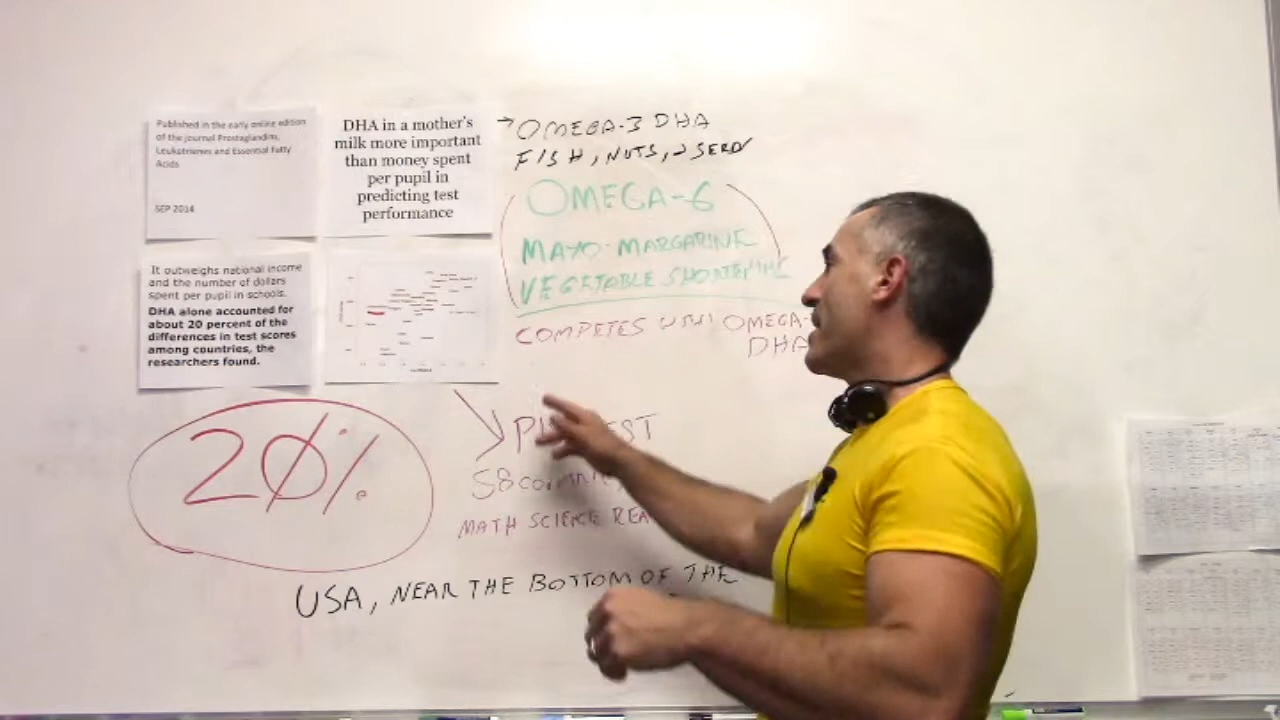 Published in the early online edition
of the journal Prostaglandins,
Leukotrienes and Essential Fatty
Acids
SEP 2014
DHA in a mother's
milk more important
than money spent
per pupil in
predicting test
performance
It outweighs national income
and the number of dollars
spent per pupil in schools.
DHA alone accounted for
about 20 percent of the
differences in test scores
among countries, the
researchers found.
→ OMEGA-3 DHA
FISH, NUTS,
OMEGA-6
MAYO MARGARINE
VEGETABLE SHORTENING
COMPETES WITH OMEGA-
DHA
20%
58
MATH SCIENCE
USA, NEAR THE BOTTOM OF THE